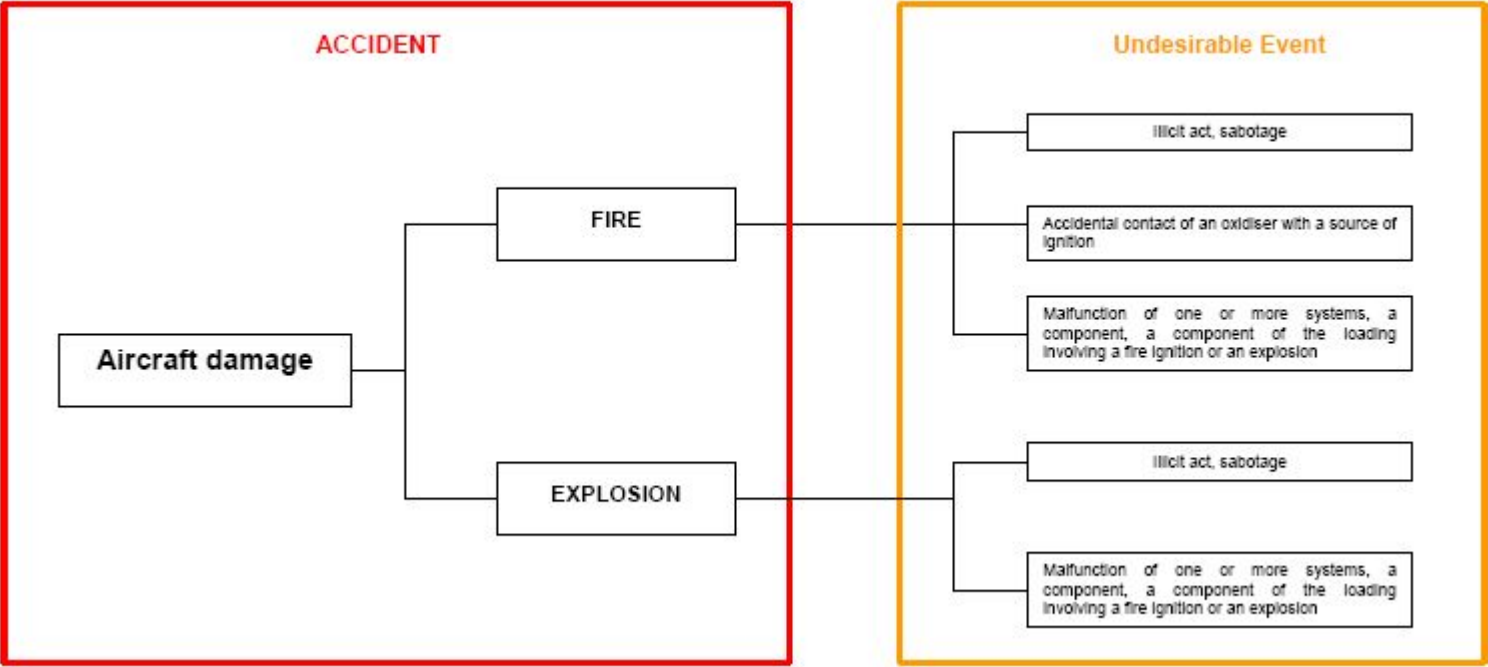 ACCIDENT
Undesirable Event
Illicit act, sabotage
FIRE
Accidental contact of an oxidiser with a source of
ignition
Malfunction of one or more systems, a
component, a component of the loading
involving a fire ignition or an explosion
Aircraft damage
EXPLOSION
Illicit act, sabotage
Malfunction of one or more systems, a
component, a component of the loading
involving a fire ignition or an explosion